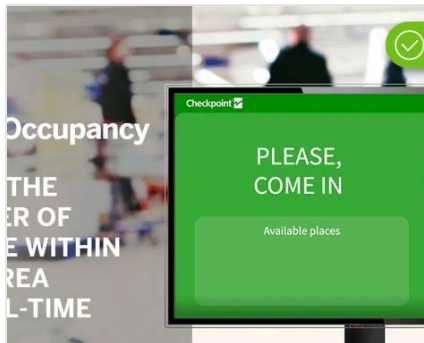 Occupancy
THE
ER OF
E WITHIN
REA
L-TIME
Checkpoint
PLEASE,
COME IN
Available places